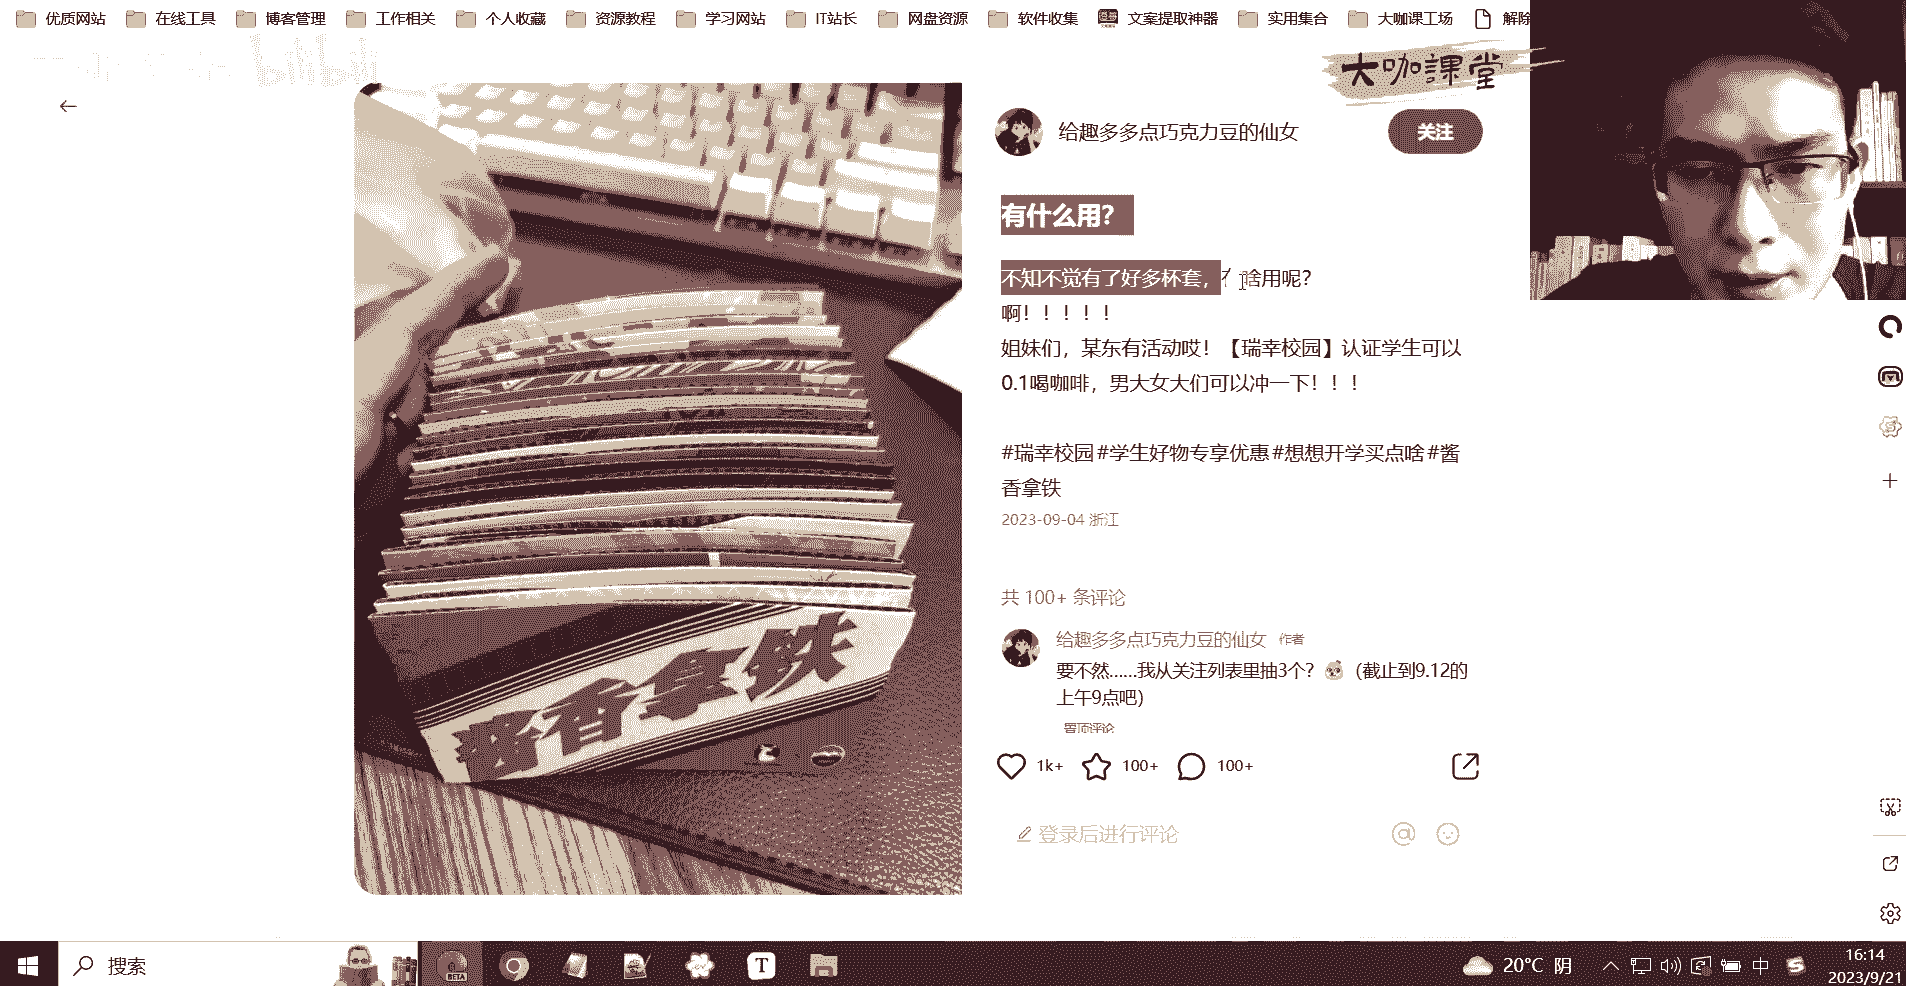 优质网站 在线工具 博客管理 工作相关 个人收藏 资源教程 学习网站 IT站长 网盘资源 软件收集 文案提取神器 实用集合 大咖课工场 解除
bilibili
大咖課堂
给趣多多点巧克力豆的仙女
关注
有什么用？
不知不觉有了好多杯套，有啥用呢？
啊！！！！！
姐妹们，某东有活动哎！【瑞幸校园】认证学生可以
0.1喝咖啡，男大女大们可以冲一下！！！
#瑞幸校园#学生好物专享优惠#想想开学买点啥#酱
香拿铁
2023-09-04 浙江
共 100+ 条评论
给趣多多点巧克力豆的仙女 作者
要不然......我从关注列表里抽3个？（截止到9.12的
上午9点吧）
置顶评论
1k+ 100+ 100+
登录后进行评论
酱香拿铁
搜索
BETA
T
20°C 阴
中
16:14
2023/9/21